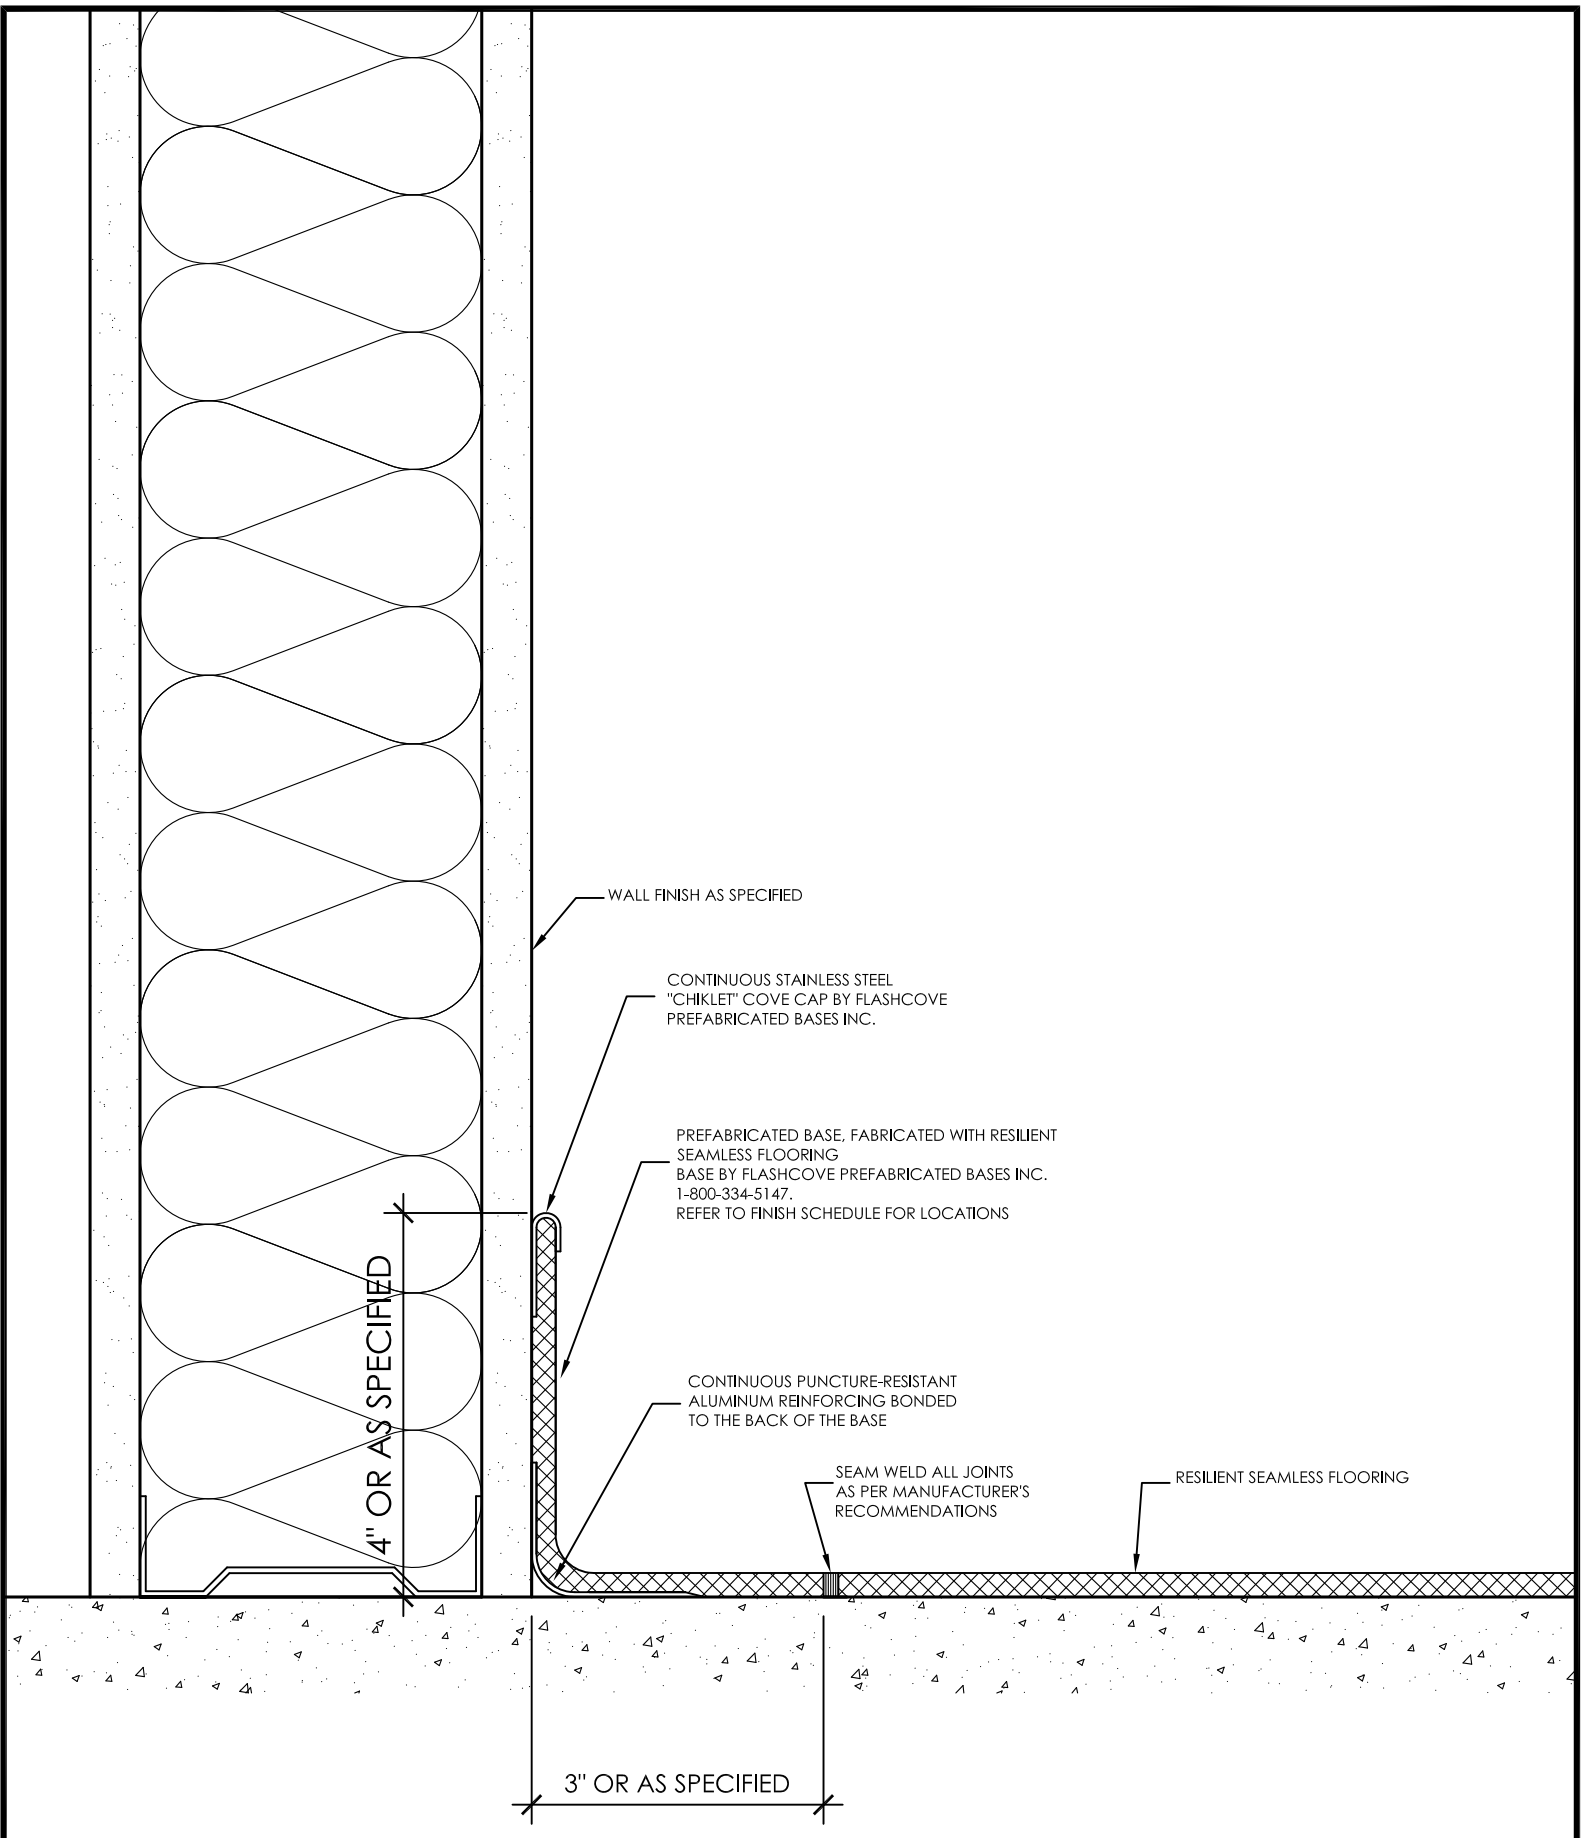 WALL FINISH AS SPECIFIED
CONTINUOUS STAINLESS STEEL
"CHIKLET" COVE CAP BY FLASHCOVE
PREFABRICATED BASES INC.
PREFABRICATED BASE, FABRICATED WITH RESILIENT
SEAMLESS FLOORING
BASE BY FLASHCOVE PREFABRICATED BASES INC.
1-800-334-5147.
REFER TO FINISH SCHEDULE FOR LOCATIONS
4" OR AS SPECIFIED
CONTINUOUS PUNCTURE-RESISTANT
ALUMINUM REINFORCING BONDED
TO THE BACK OF THE BASE
SEAM WELD ALL JOINTS
AS PER MANUFACTURER'S
RECOMMENDATIONS
RESILIENT SEAMLESS FLOORING
3" OR AS SPECIFIED